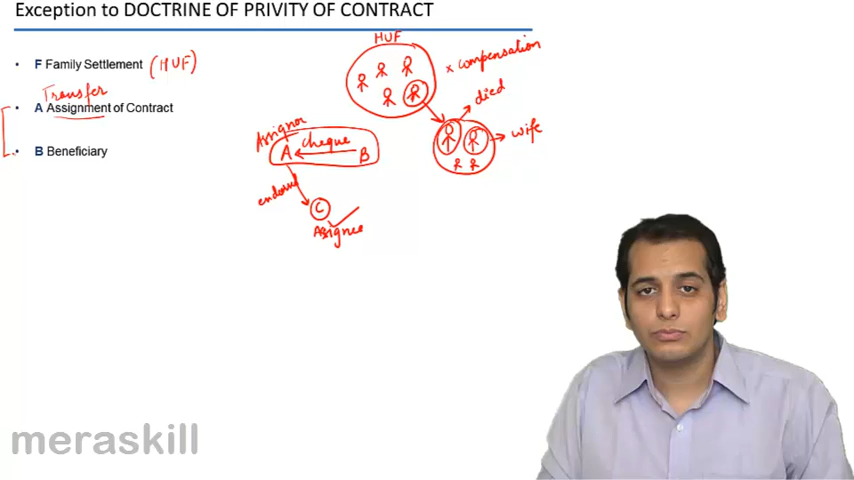 Exception to DOCTRINE OF PRIVITY OF CONTRACT
HUF
• F Family Settlement (HUF)
x compensation
Transfer
died
• A Assignment of Contract
Assignor
wife
A cheque B
• B Beneficiary
endorsed
C
Assignee
meraskill